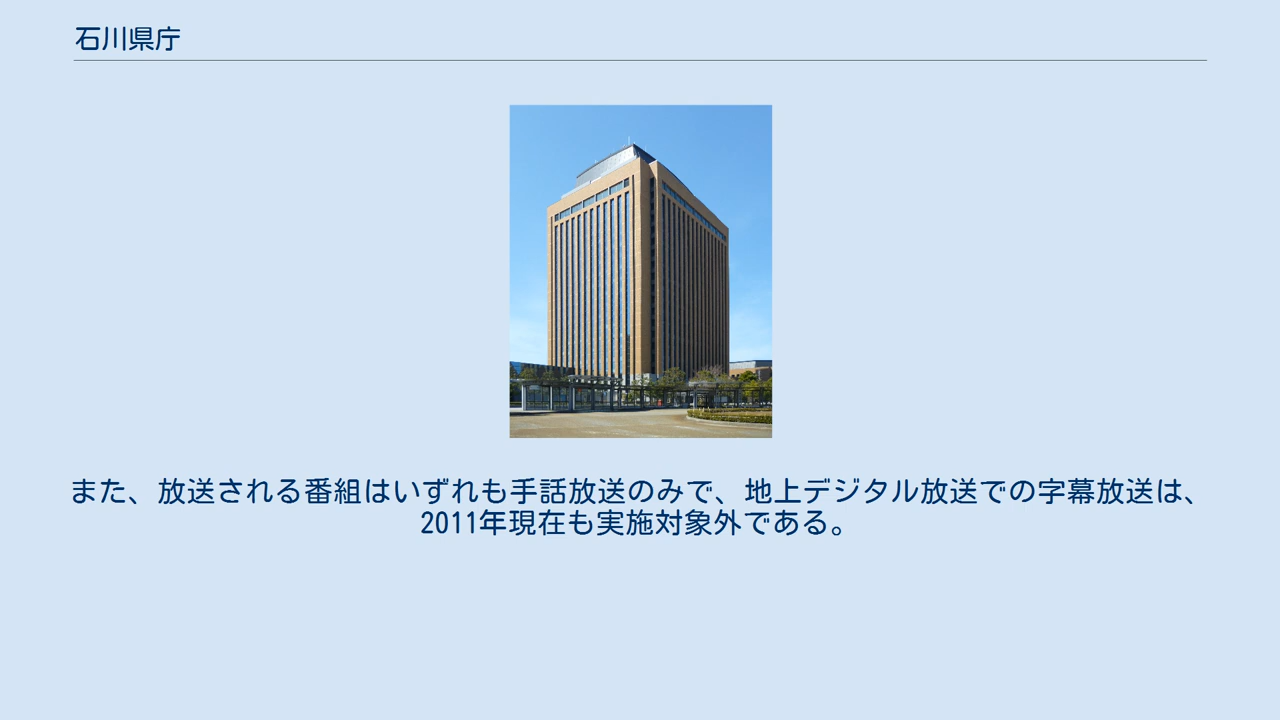 石川県庁
また、放送される番組はいずれも手話放送のみで、地上デジタル放送での字幕放送は、
2011年現在も実施対象外である。